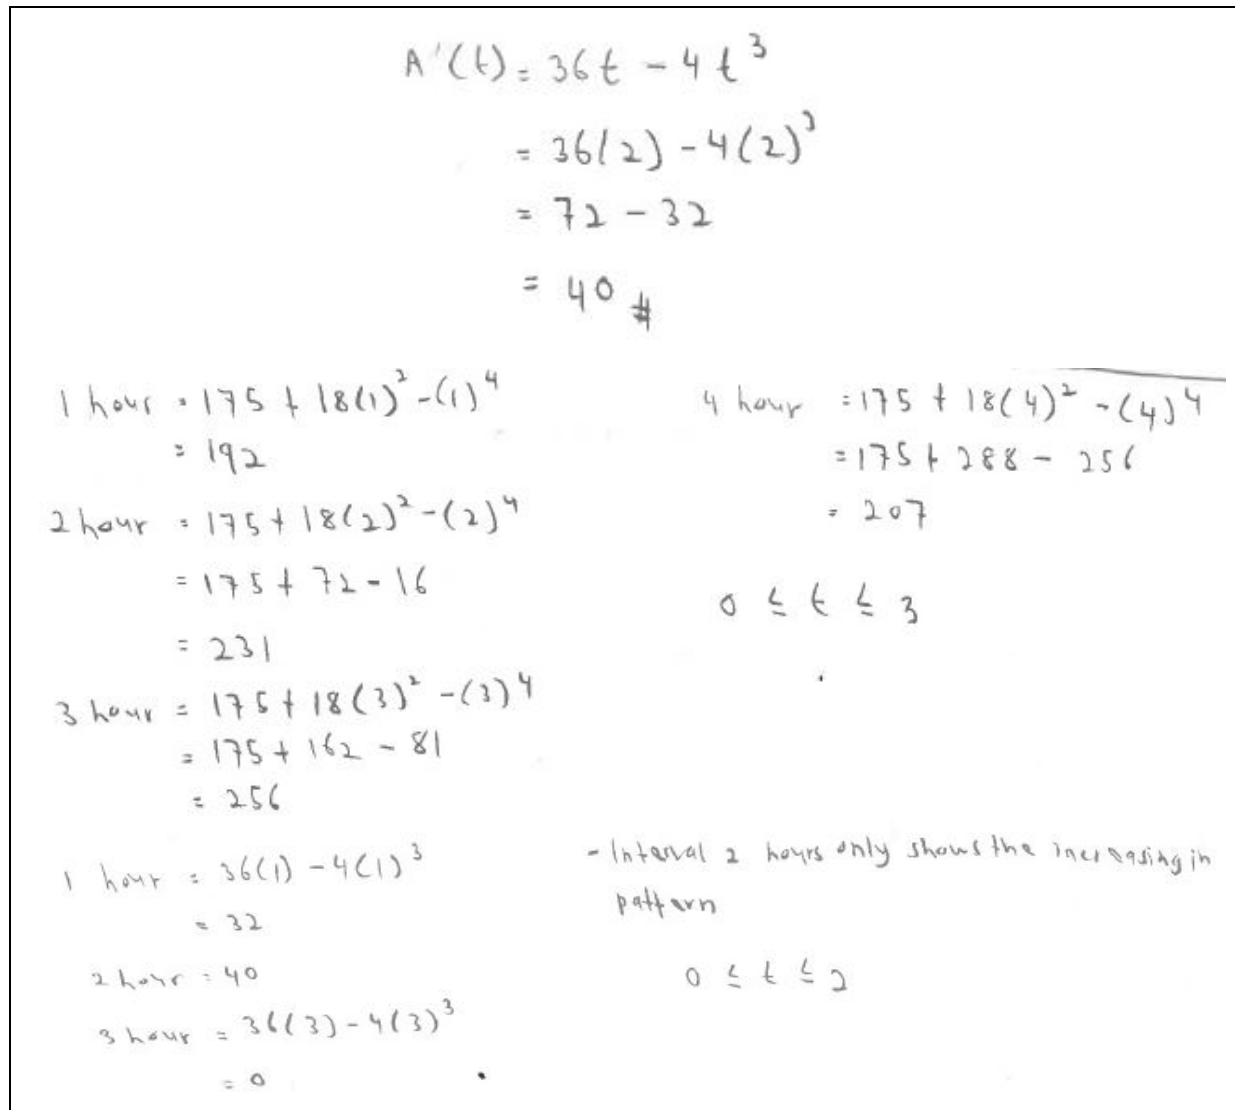 A'(t) = 36t - 4t³
= 36(2) - 4(2)³
= 72 - 32
= 40 #
1 hour = 175 + 18(1)² - (1)⁴
= 192
2 hour = 175 + 18(2)² - (2)⁴
= 175 + 72 - 16
= 231
3 hour = 175 + 18(3)² - (3)⁴
= 175 + 162 - 81
= 256
4 hour = 175 + 18(4)² - (4)⁴
= 175 + 288 - 256
= 207
0 ≤ t ≤ 3
1 hour = 36(1) - 4(1)³
= 32
2 hour = 40
3 hour = 36(3) - 4(3)³
= 0
- Interval 2 hours only shows the increasing in
pattern
0 ≤ t ≤ 2